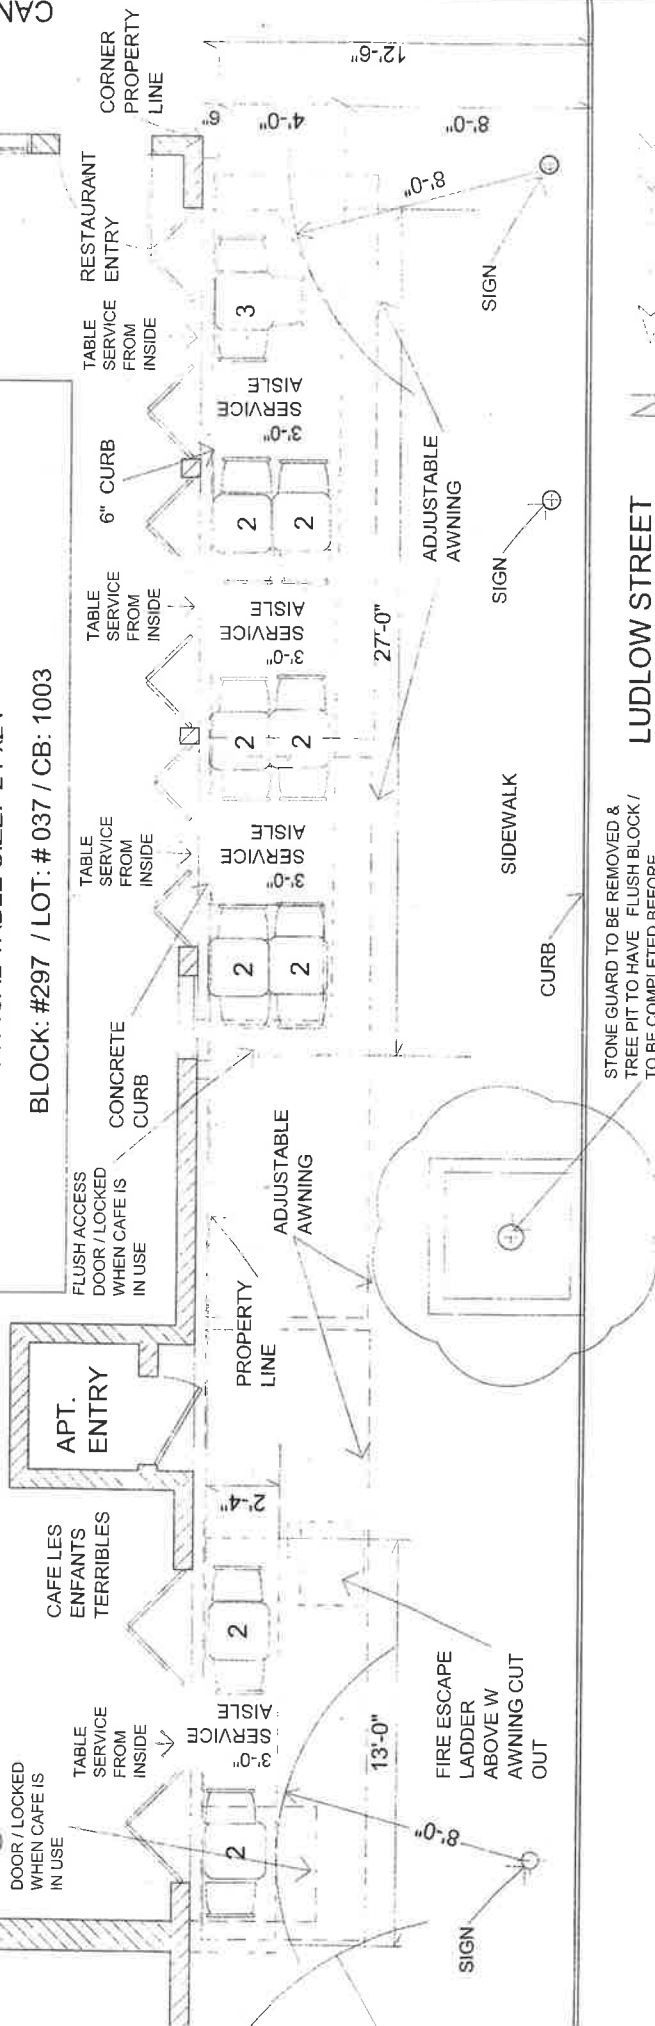 CAN
CORNER
PROPERTY
LINE
12'-6"
6"
4'-0"
8'-0"
RESTAURANT
ENTRY
8'-0"
SIGN
TABLE
SERVICE
FROM
INSIDE
3
3'-0"
SERVICE
AISLE
6" CURB
2
2
ADJUSTABLE
AWNING
SIGN
TABLE
SERVICE
FROM
INSIDE
3'-0"
SERVICE
AISLE
27'-0"
2
2
LUDLOW STREET
N
BLOCK: #297 / LOT: # 037 / CB: 1003
TABLE
SERVICE
FROM
INSIDE
3'-0"
SERVICE
AISLE
SIDEWALK
2
2
CURB
CONCRETE
CURB
STONE GUARD TO BE REMOVED &
TREE PIT TO HAVE FLUSH BLOCK /
TO BE COMPLETED BEFORE
FLUSH ACCESS
DOOR / LOCKED
WHEN CAFE IS
IN USE
ADJUSTABLE
AWNING
PROPERTY
LINE
APT.
ENTRY
2'-4"
CAFE LES
ENFANTS
TERRIBLES
2
TABLE
SERVICE
FROM
INSIDE
3'-0"
SERVICE
AISLE
13'-0"
FIRE ESCAPE
LADDER
ABOVE W
AWNING CUT
OUT
DOOR / LOCKED
WHEN CAFE IS
IN USE
2
8'-0"
SIGN